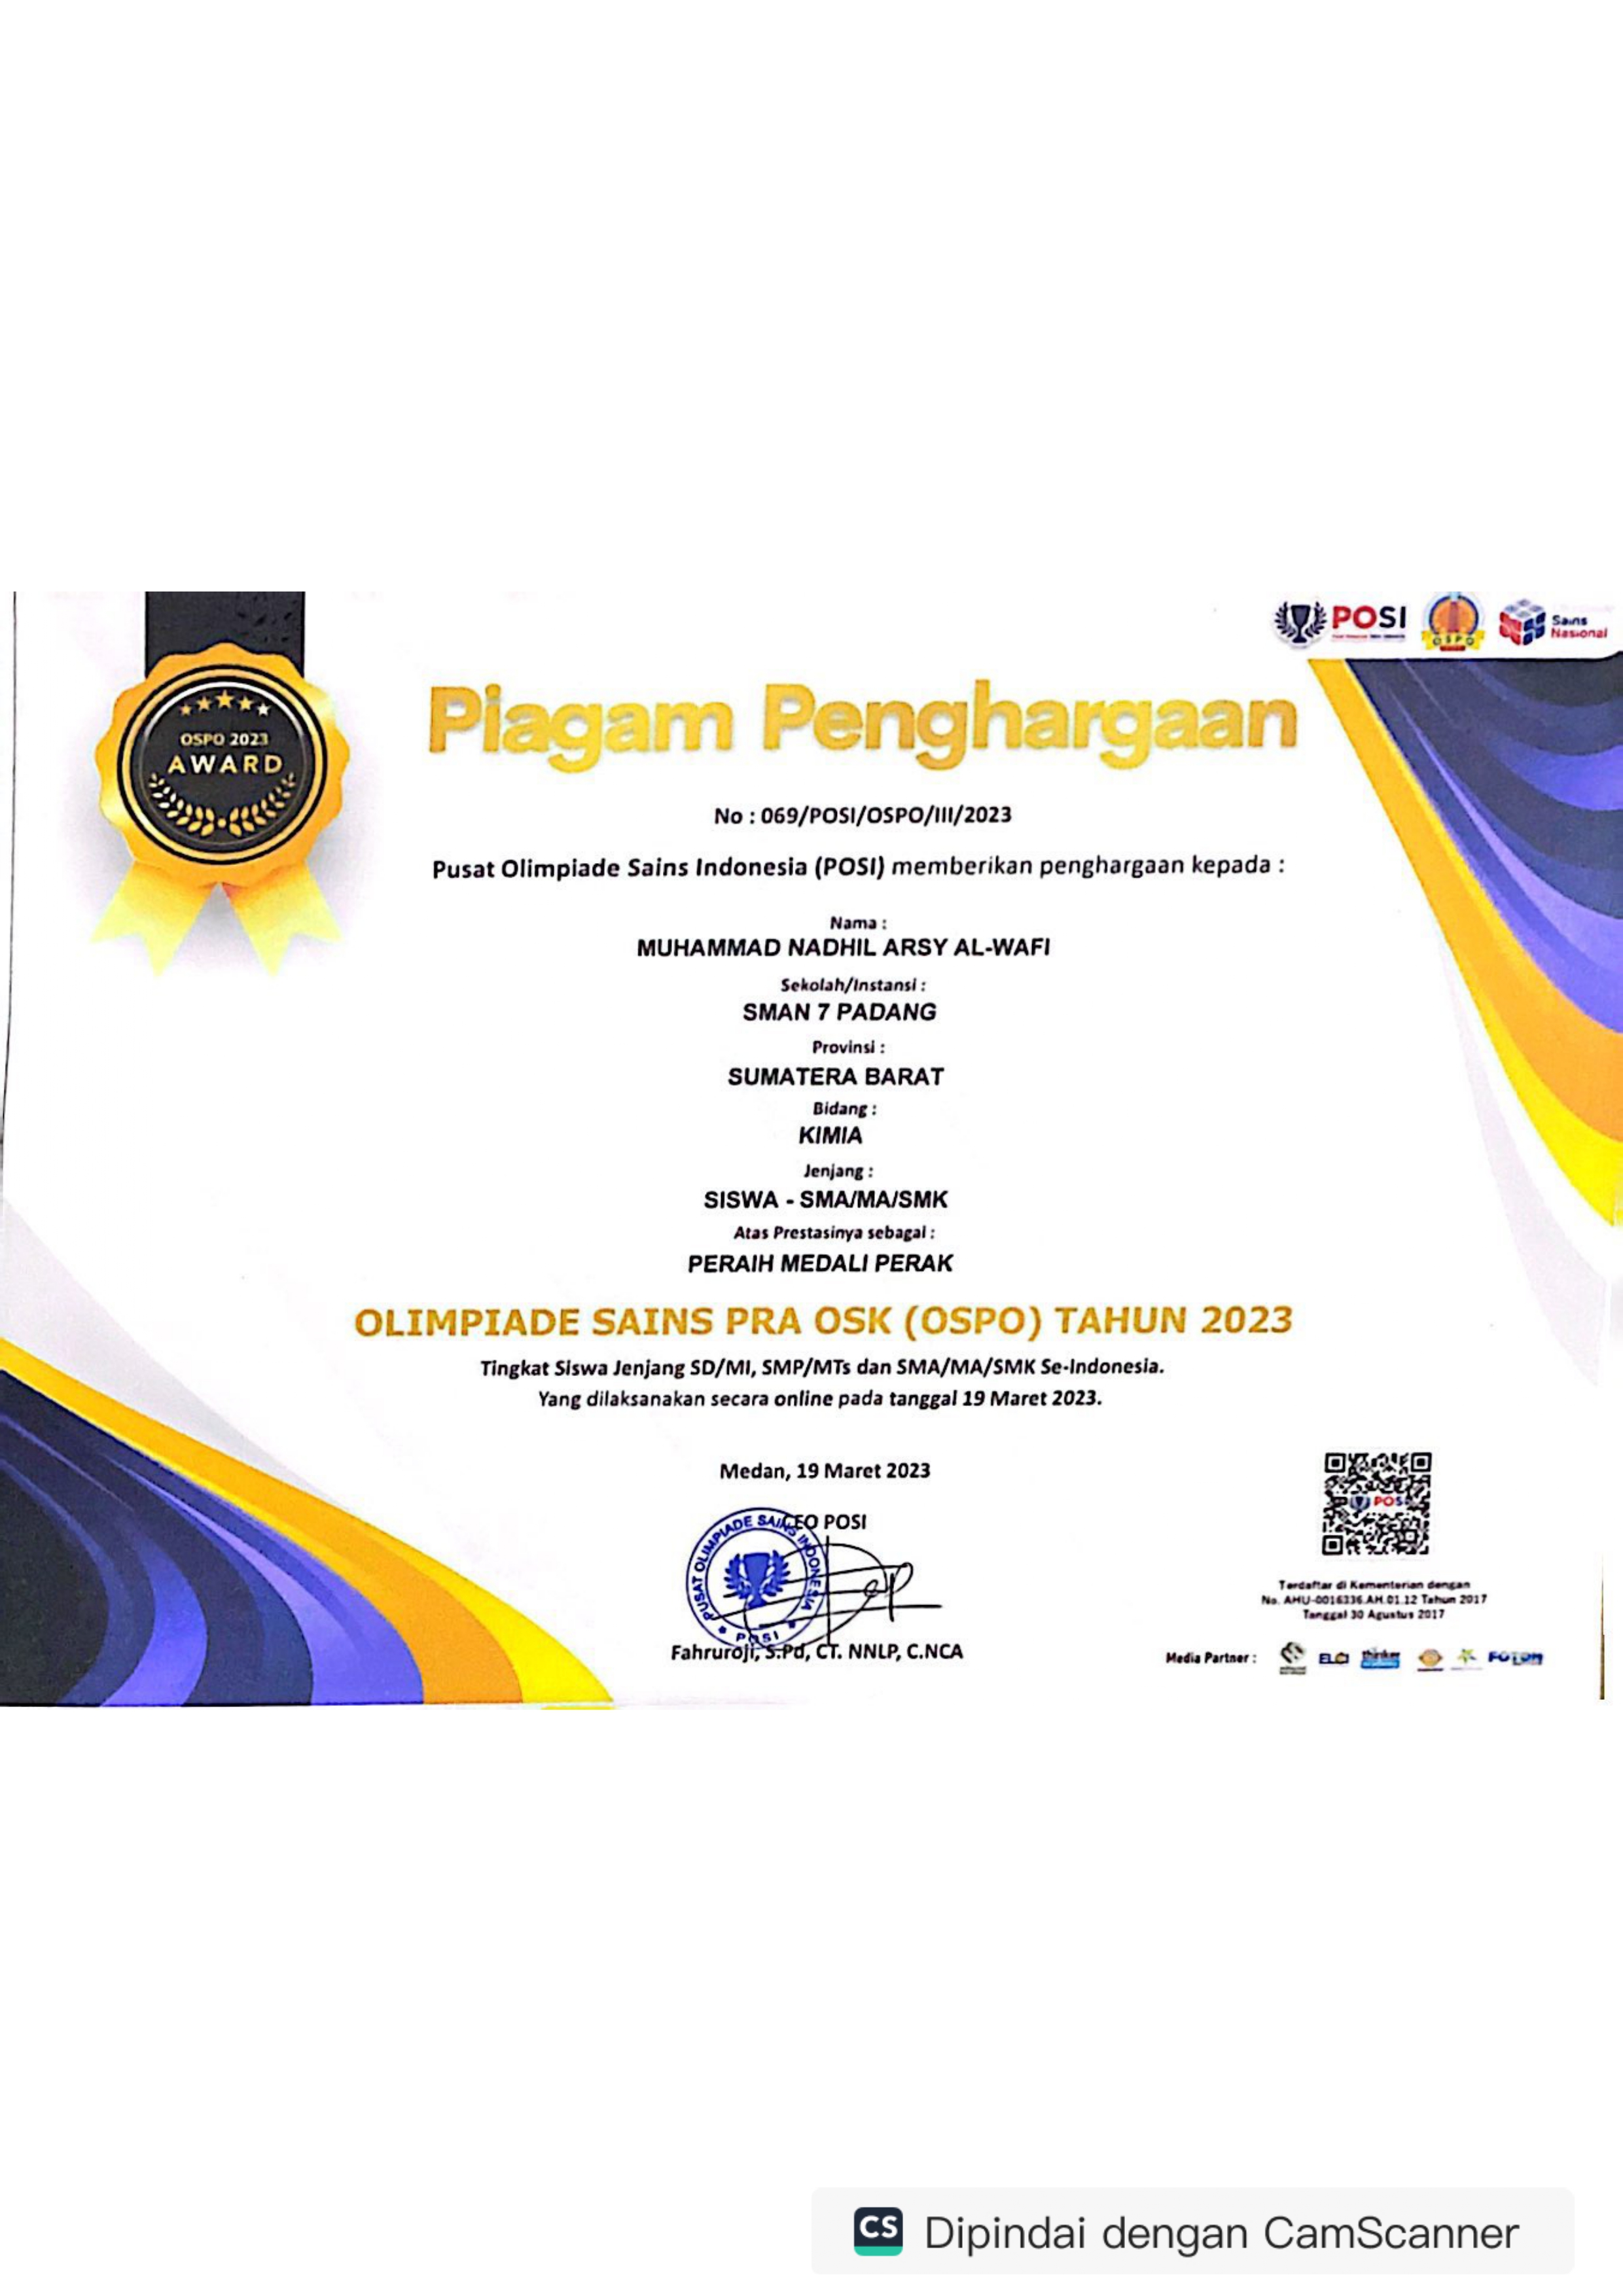 POSI
OSPO
Sains
Nasional
OSPO 2023
AWARD
Piagam Penghargaan
No : 069/POSI/OSPO/III/2023
Pusat Olimpiade Sains Indonesia (POSI) memberikan penghargaan kepada :
Nama :
MUHAMMAD NADHIL ARSY AL-WAFI
Sekolah/Instansi :
SMAN 7 PADANG
Provinsi :
SUMATERA BARAT
Bidang :
KIMIA
Jenjang :
SISWA - SMA/MA/SMK
Atas Prestasinya sebagai :
PERAIH MEDALI PERAK
OLIMPIADE SAINS PRA OSK (OSPO) TAHUN 2023
Tingkat Siswa Jenjang SD/MI, SMP/MTs dan SMA/MA/SMK Se-Indonesia.
Yang dilaksanakan secara online pada tanggal 19 Maret 2023.
Medan, 19 Maret 2023
CEO POSI
PUSAT OLIMPIADE SAINS INDONESIA
POSI
Fahruroji, S.Pd, CT. NNLP, C.NCA
POSI
Terdaftar di Kementerian dengan
No. AHU-0016336.AH.01.12 Tahun 2017
Tanggal 30 Agustus 2017
Media Partner :
CS Dipindai dengan CamScanner